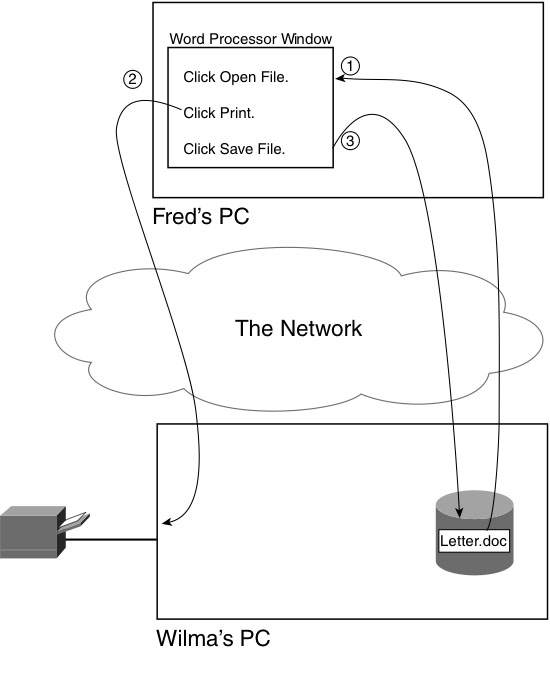 Word Processor Window
①
②
Click Open File.
Click Print.
③
Click Save File.
Fred’s PC
The Network
Letter.doc
Wilma’s PC